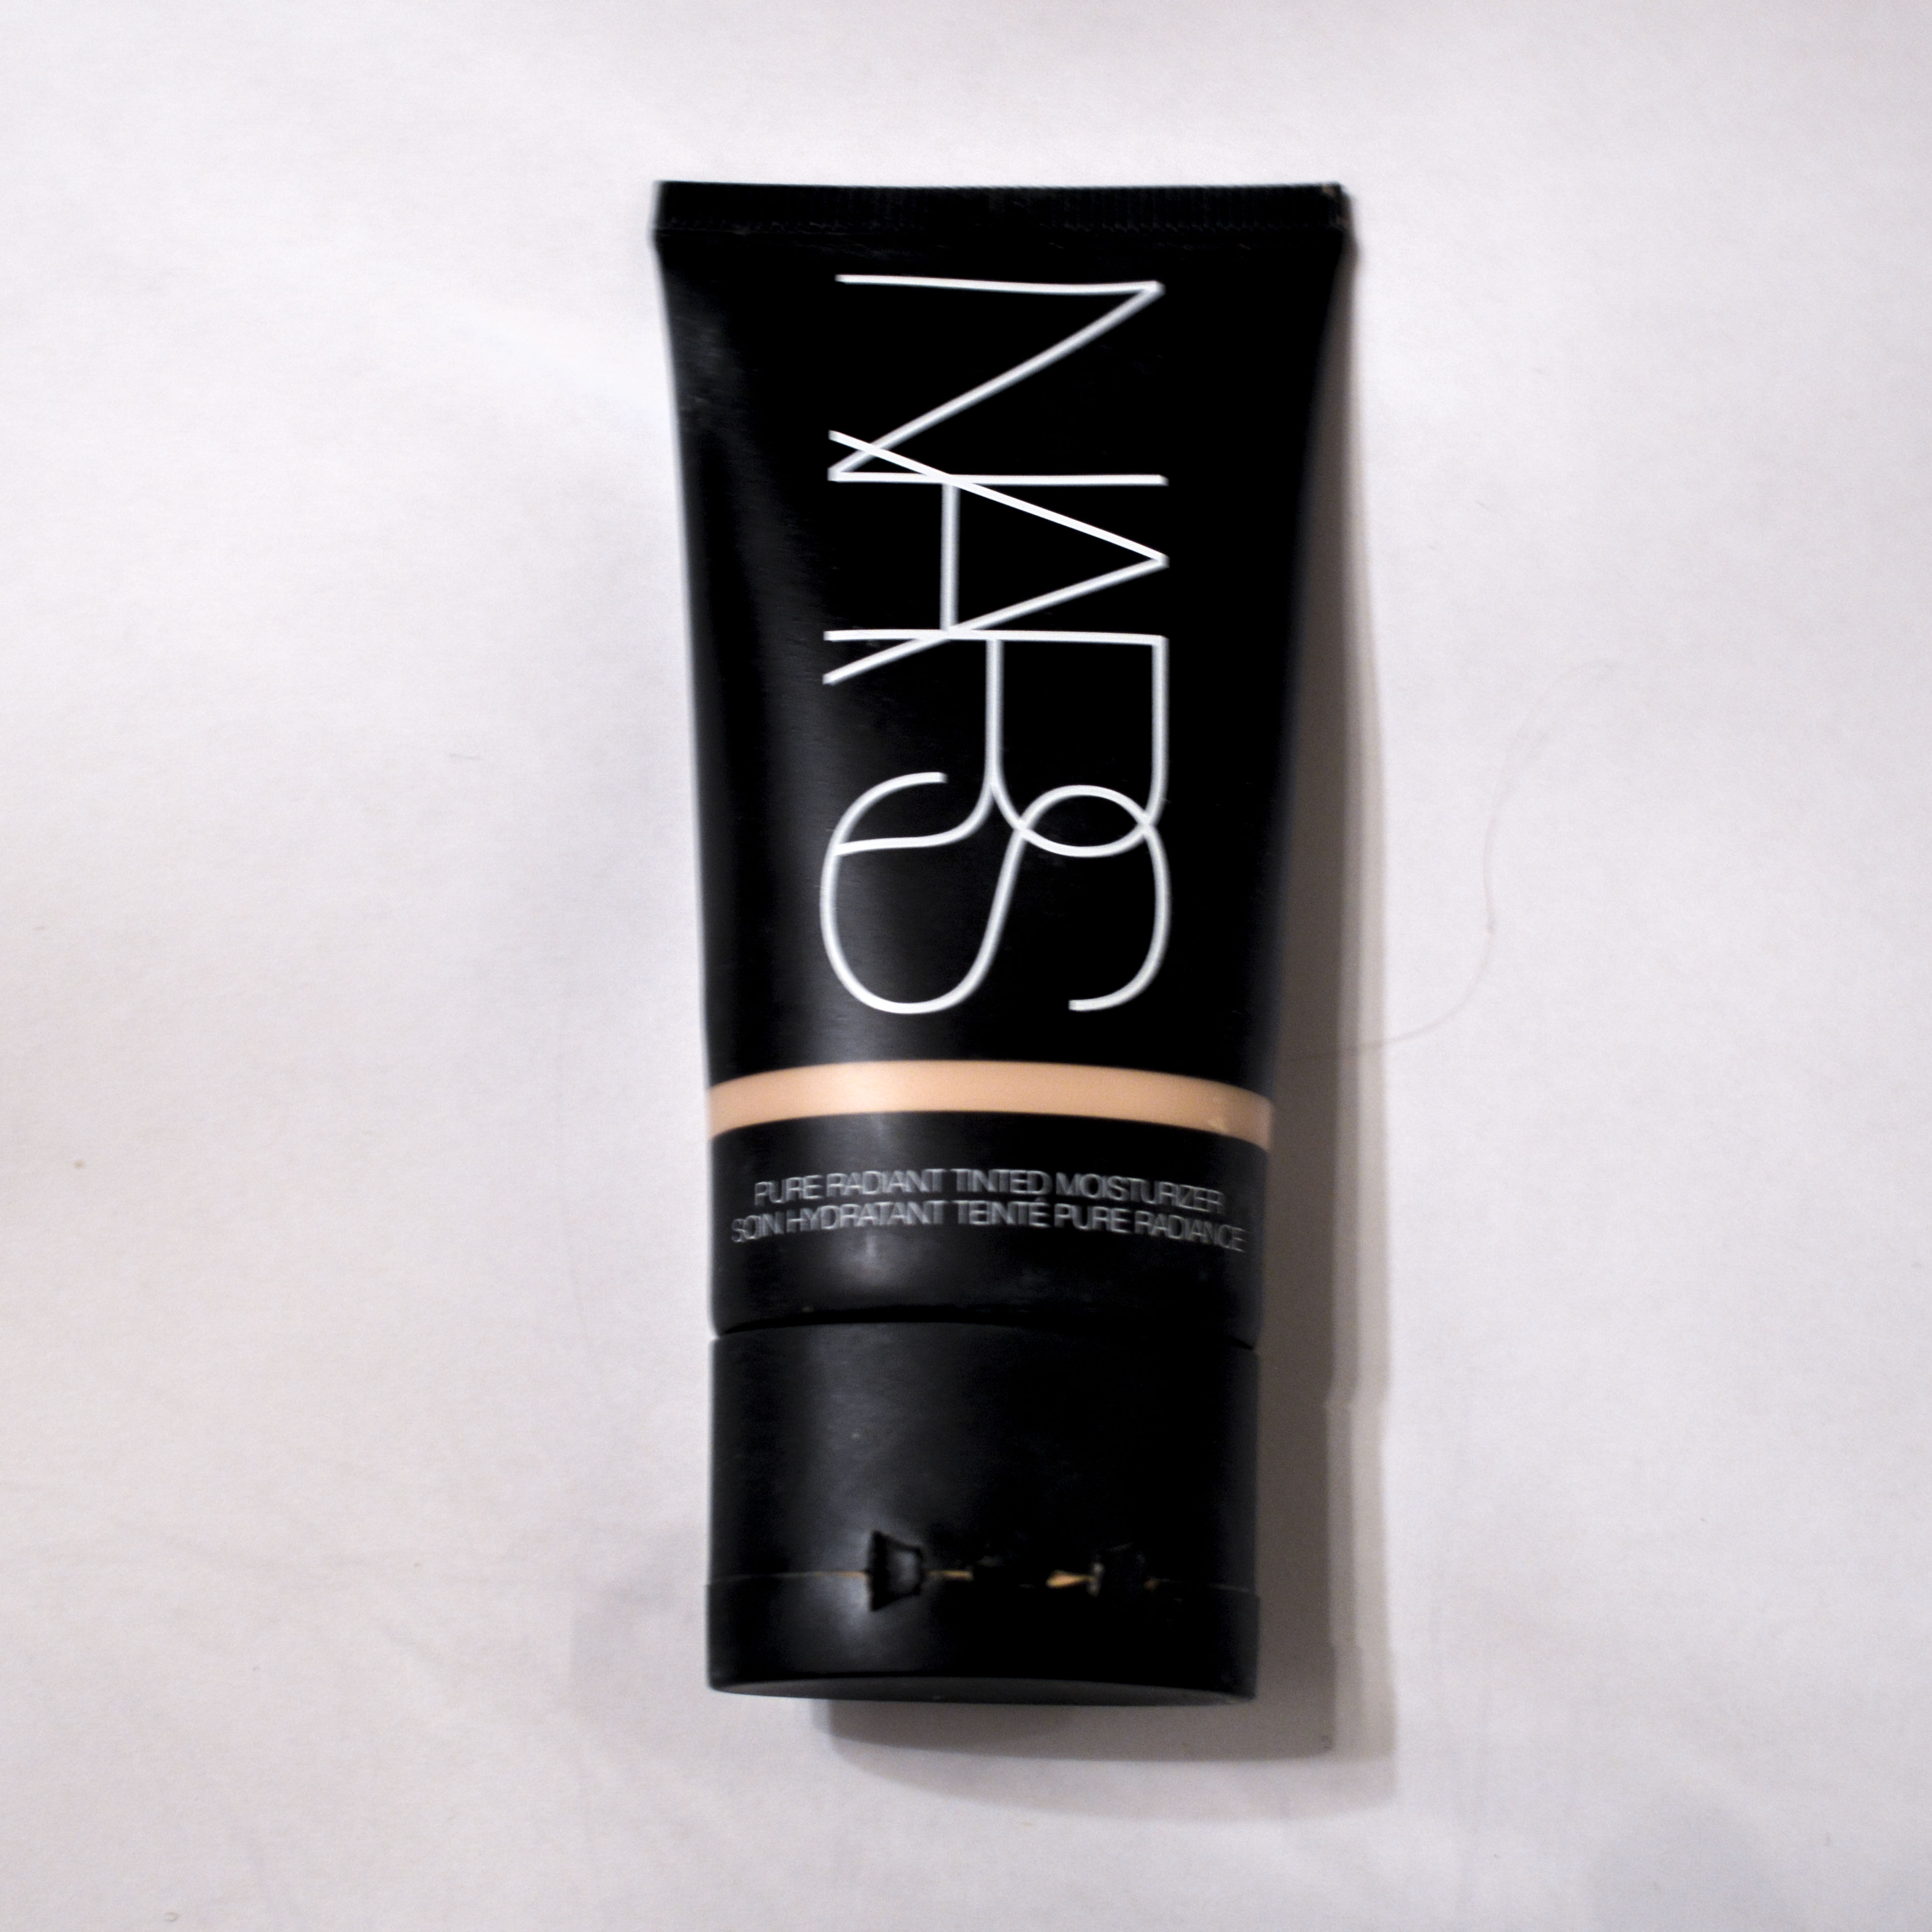 NARS
PURE RADIANT TINTED MOISTURIZER
SOIN HYDRATANT TEINTÉ PURE RADIANCE